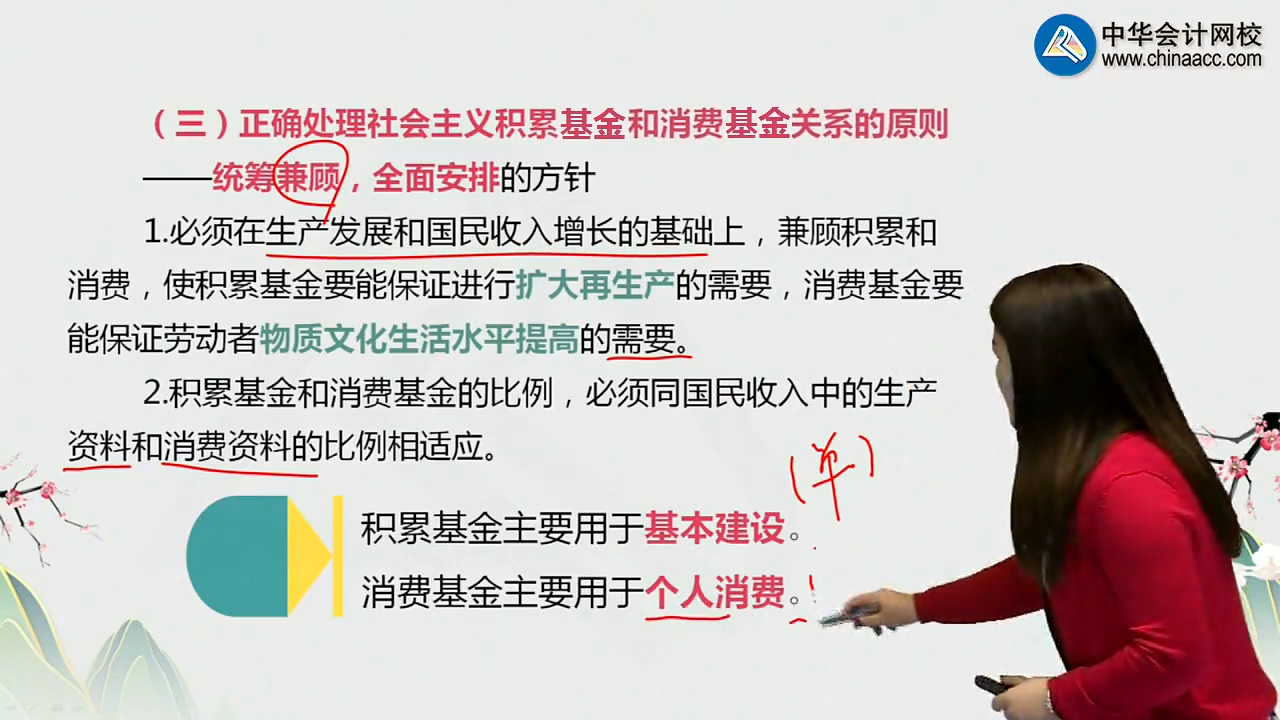 中华会计网校
www.chinaacc.com
（三）正确处理社会主义积累基金和消费基金关系的原则
——统筹兼顾，全面安排的方针
1.必须在生产发展和国民收入增长的基础上，兼顾积累和
消费，使积累基金要能保证进行扩大再生产的需要，消费基金要
能保证劳动者物质文化生活水平提高的需要。
2.积累基金和消费基金的比例，必须同国民收入中的生产
资料和消费资料的比例相适应。
(单)
积累基金主要用于基本建设。
消费基金主要用于个人消费。